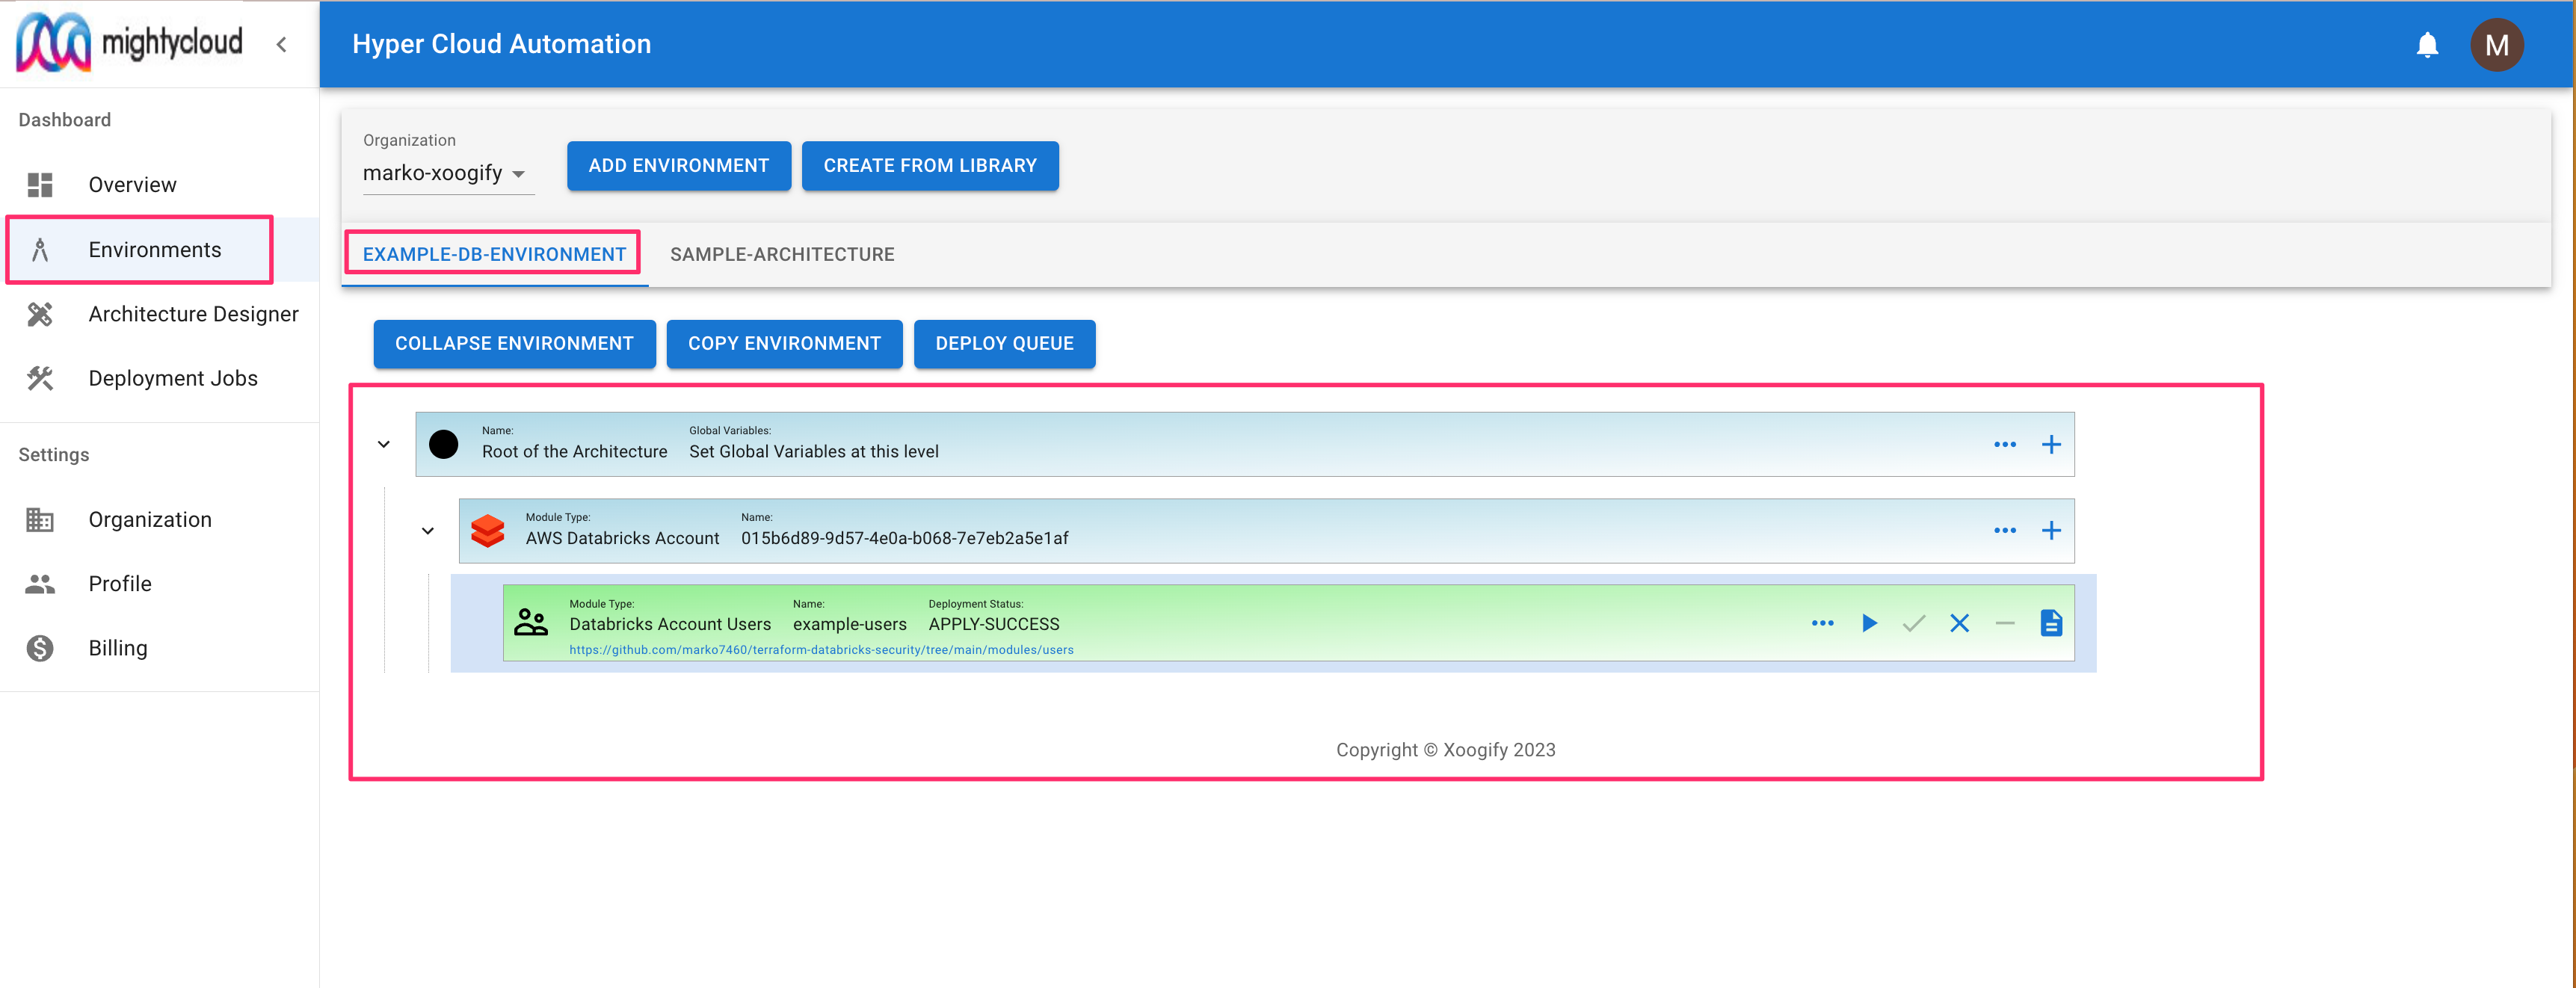 mightycloud
Hyper Cloud Automation
M
Dashboard
Overview
Environments
Architecture Designer
Deployment Jobs
Settings
Organization
Profile
Billing
Organization
marko-xoogify
ADD ENVIRONMENT
CREATE FROM LIBRARY
EXAMPLE-DB-ENVIRONMENT
SAMPLE-ARCHITECTURE
COLLAPSE ENVIRONMENT
COPY ENVIRONMENT
DEPLOY QUEUE
Name: Global Variables:
Root of the Architecture Set Global Variables at this level
Module Type: Name:
AWS Databricks Account 015b6d89-9d57-4e0a-b068-7e7eb2a5e1af
Module Type: Name: Deployment Status:
Databricks Account Users example-users APPLY-SUCCESS
https://github.com/marko7460/terraform-databricks-security/tree/main/modules/users
Copyright © Xoogify 2023